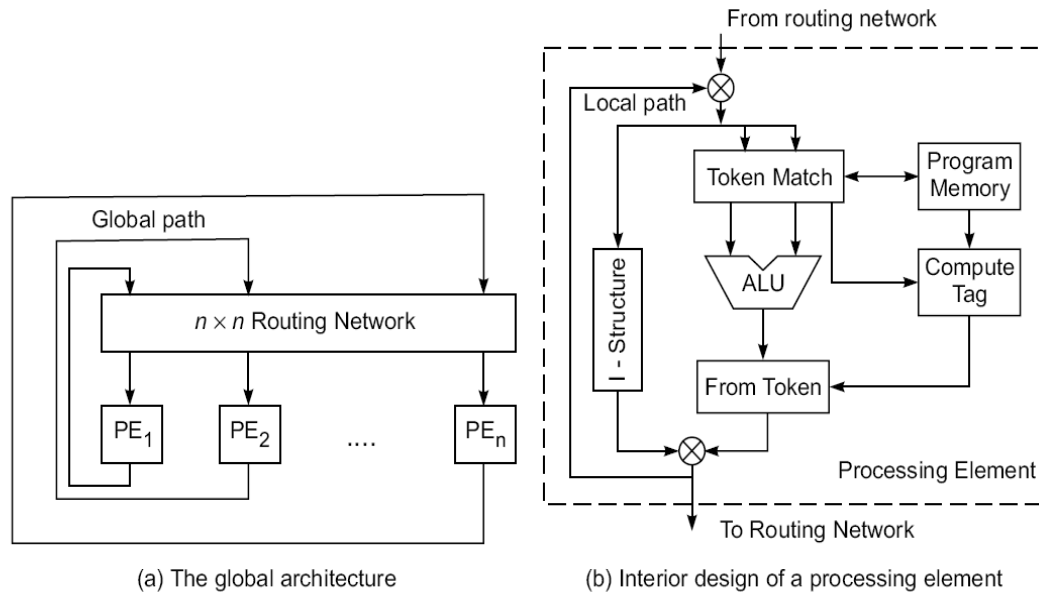 Global path
n × n Routing Network
PE1
PE2
....
PEn
(a) The global architecture
From routing network
Local path
Token Match
Program
Memory
I - Structure
ALU
Compute
Tag
From Token
Processing Element
To Routing Network
(b) Interior design of a processing element